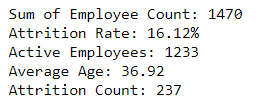 Sum of Employee Count: 1470
Attrition Rate: 16.12%
Active Employees: 1233
Average Age: 36.92
Attrition Count: 237